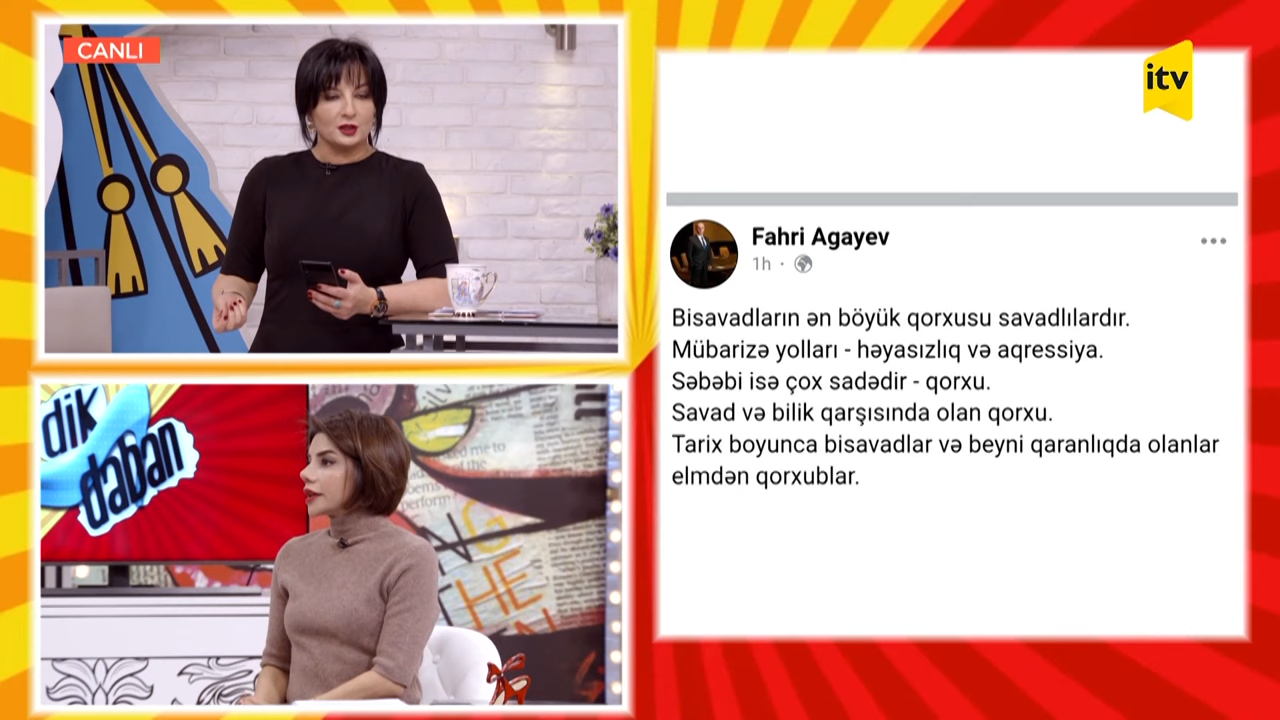 CANLI
itv
Fahri Agayev
1h ·
Bisavadların ən böyük qorxusu savadlılardır.
Mübarizə yolları - həyasızlıq və aqressiya.
Səbəbi isə çox sadədir - qorxu.
Savad və bilik qarşısında olan qorxu.
Tarix boyunca bisavadlar və beyni qaranlıqda olanlar
elmdən qorxublar.
dik
daban
THE